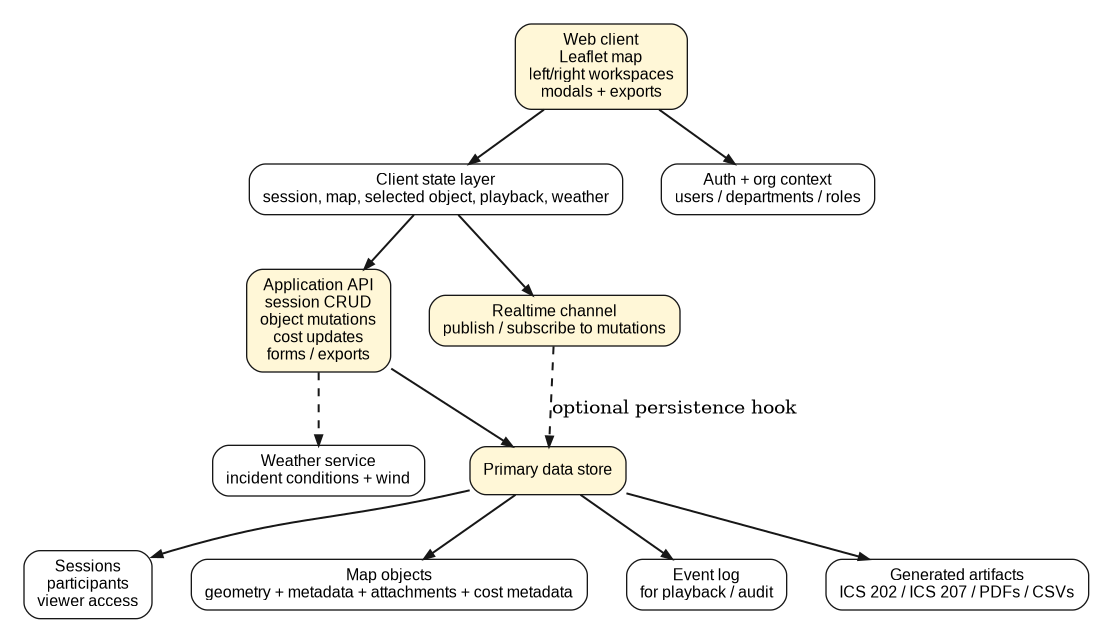 Web client
Leaflet map
left/right workspaces
modals + exports
Client state layer
session, map, selected object, playback, weather
Auth + org context
users / departments / roles
Application API
session CRUD
object mutations
cost updates
forms / exports
Realtime channel
publish / subscribe to mutations
optional persistence hook
Weather service
incident conditions + wind
Primary data store
Sessions
participants
viewer access
Map objects
geometry + metadata + attachments + cost metadata
Event log
for playback / audit
Generated artifacts
ICS 202 / ICS 207 / PDFs / CSVs